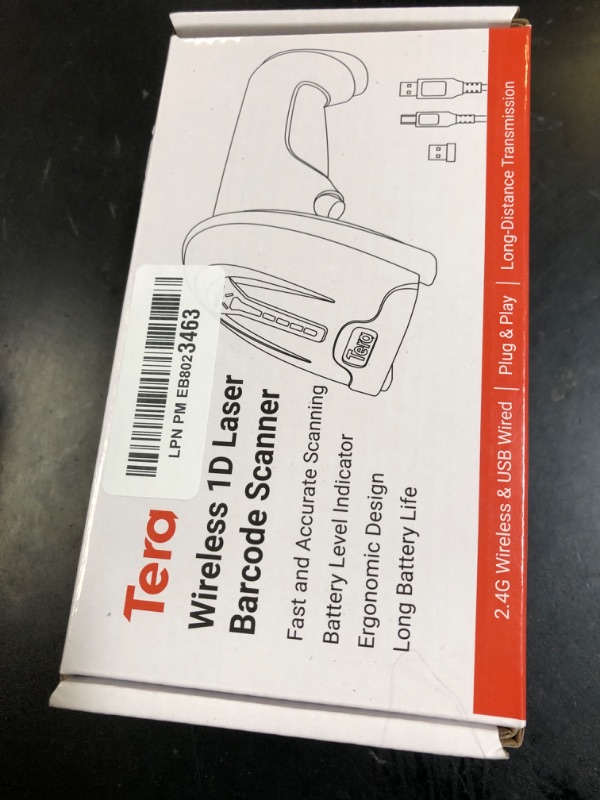 Tera
Wireless 1D Laser
Barcode Scanner
Fast and Accurate Scanning
Battery Level Indicator
Ergonomic Design
Long Battery Life
LPN PM EB8023463
Tera
2.4G Wireless & USB Wired | Plug & Play | Long-Distance Transmission